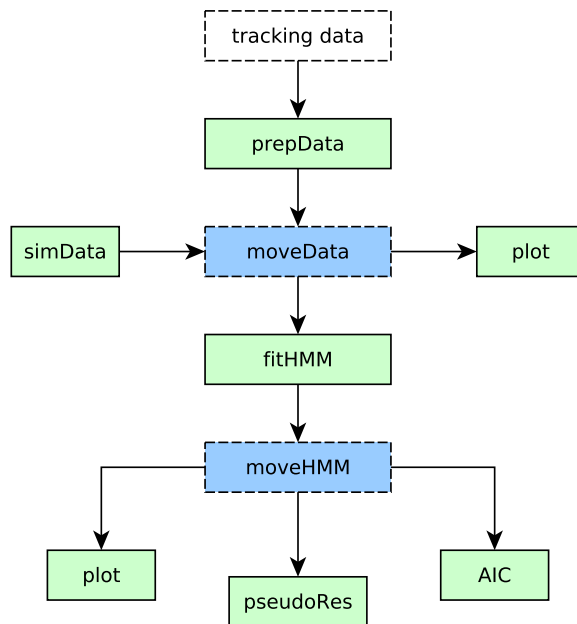 tracking data
prepData
simData
moveData
plot
fitHMM
moveHMM
plot
pseudoRes
AIC